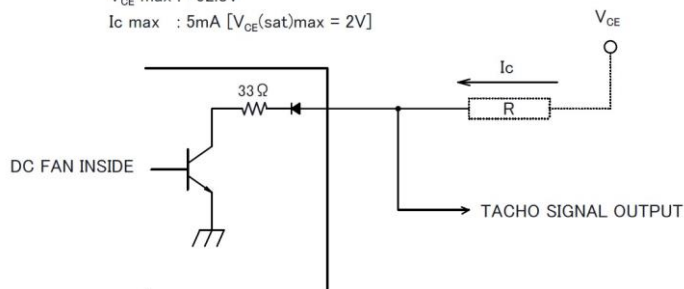 Ic max : 5mA [VCE(sat)max = 2V]
VCE
Ic
33Ω
R
DC FAN INSIDE
TACHO SIGNAL OUTPUT